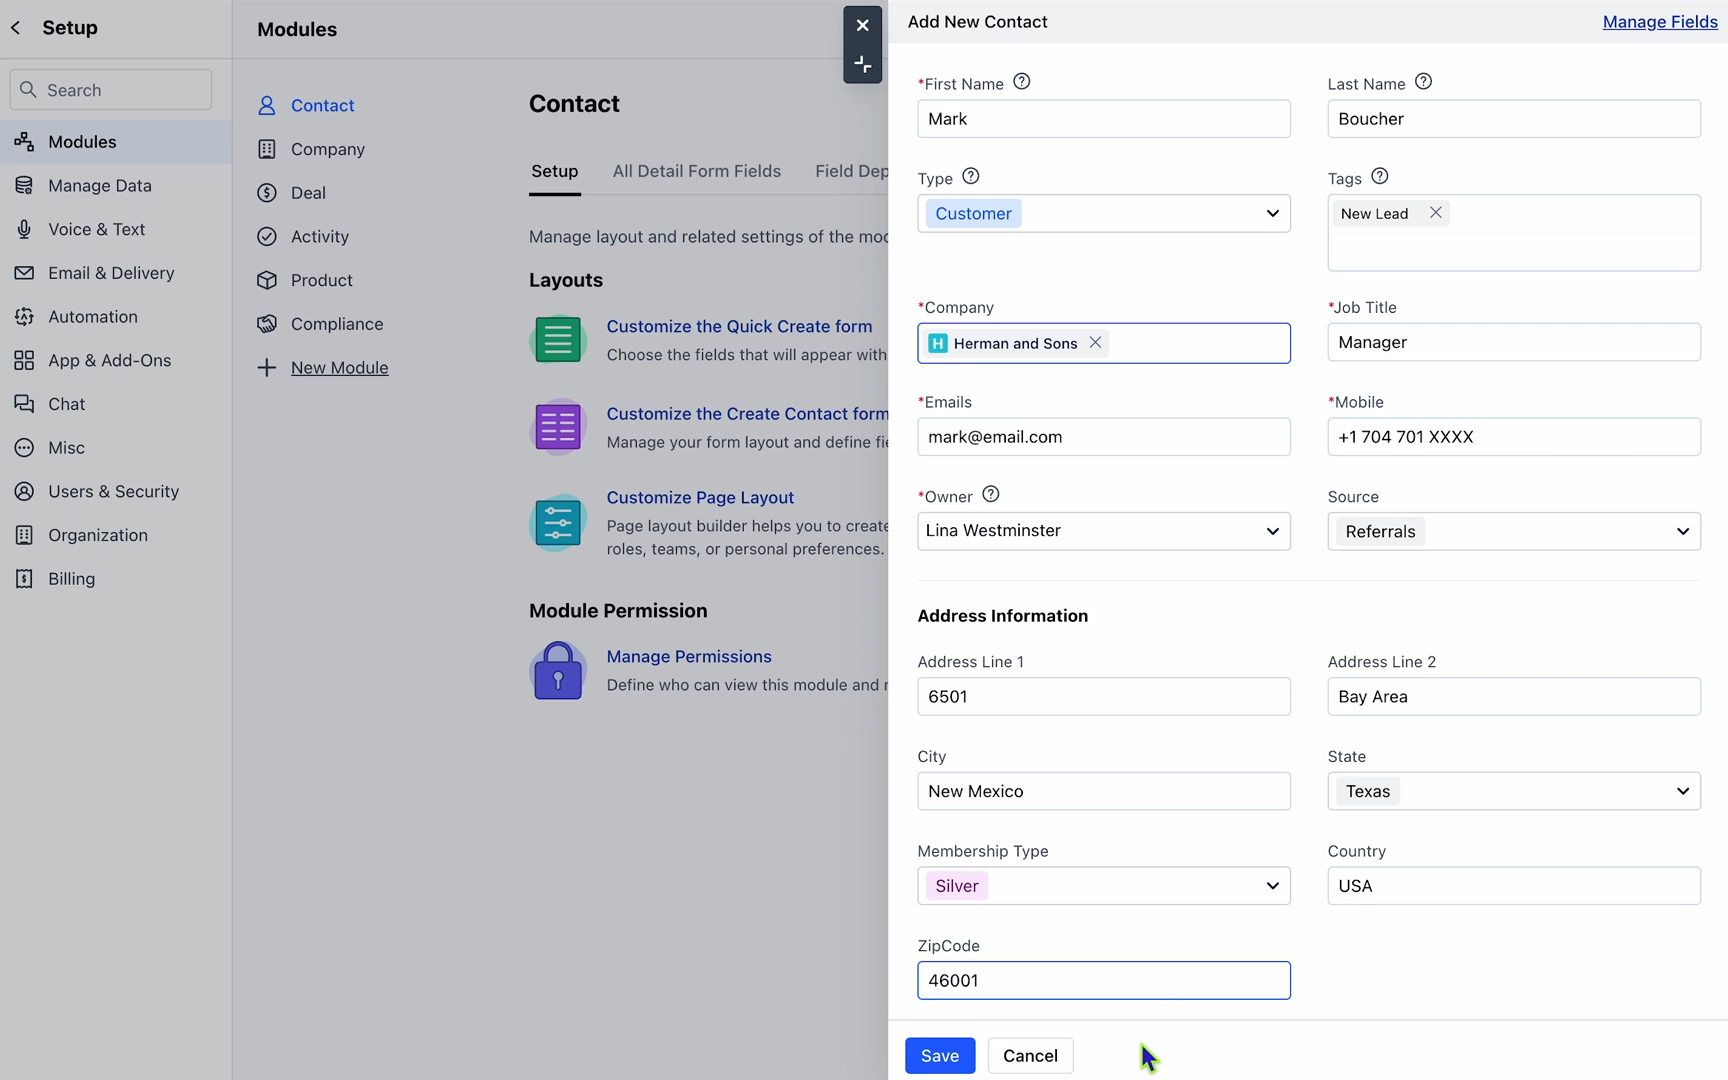 Setup
Search
Modules
Manage Data
Voice & Text
Email & Delivery
Automation
App & Add-Ons
Chat
Misc
Users & Security
Organization
Billing
Modules
Contact
Company
Deal
Activity
Product
Compliance
New Module
Contact
Setup
All Detail Form Fields
Field Dep
Manage layout and related settings of the mod
Layouts
Customize the Quick Create form
Choose the fields that will appear with
Customize the Create Contact form
Manage your form layout and define fie
Customize Page Layout
Page layout builder helps you to create
roles, teams, or personal preferences.
Module Permission
Manage Permissions
Define who can view this module and
Add New Contact
Manage Fields
*First Name
Mark
Last Name
Boucher
Type
Customer
Tags
New Lead
*Company
H Herman and Sons
*Job Title
Manager
*Emails
mark@email.com
*Mobile
+1 704 701 XXXX
*Owner
Lina Westminster
Source
Referrals
Address Information
Address Line 1
6501
Address Line 2
Bay Area
City
New Mexico
State
Texas
Membership Type
Silver
Country
USA
ZipCode
46001
Save
Cancel